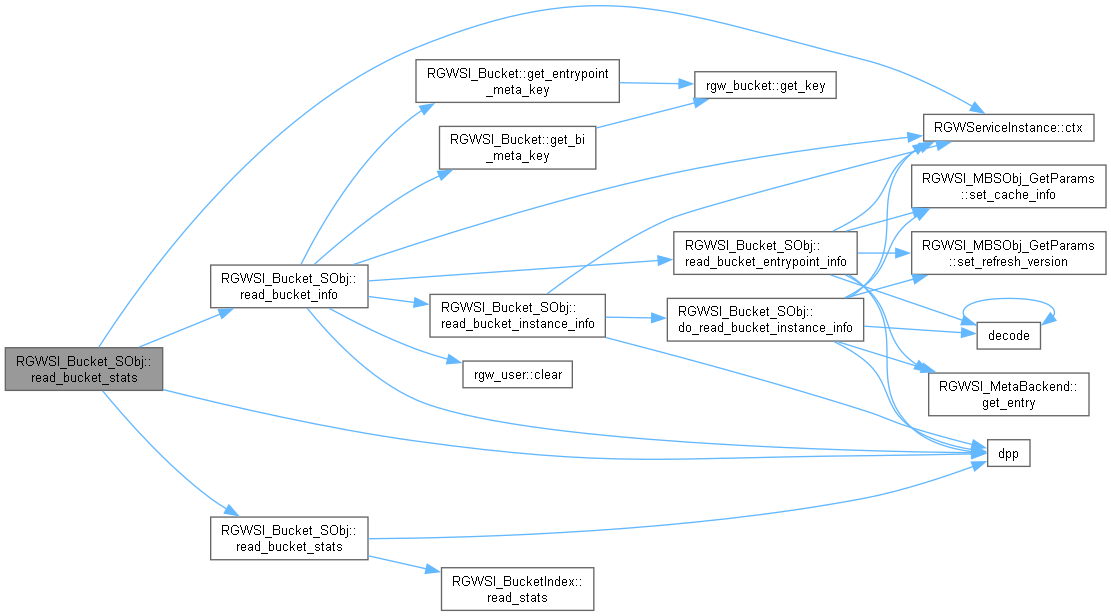 RGWSI_Bucket_SObj::
read_bucket_stats
RGWSI_Bucket_SObj::
read_bucket_info
RGWSI_Bucket_SObj::
read_bucket_stats
RGWSI_Bucket::get_entrypoint
_meta_key
RGWSI_Bucket::get_bi
_meta_key
RGWSI_Bucket_SObj::
read_bucket_instance_info
rgw_user::clear
RGWSI_BucketIndex::
read_stats
rgw_bucket::get_key
RGWSI_Bucket_SObj::
read_bucket_entrypoint_info
RGWSI_Bucket_SObj::
do_read_bucket_instance_info
RGWServiceInstance::ctx
RGWSI_MBSObj_GetParams
::set_cache_info
RGWSI_MBSObj_GetParams
::set_refresh_version
decode
RGWSI_MetaBackend::
get_entry
dpp